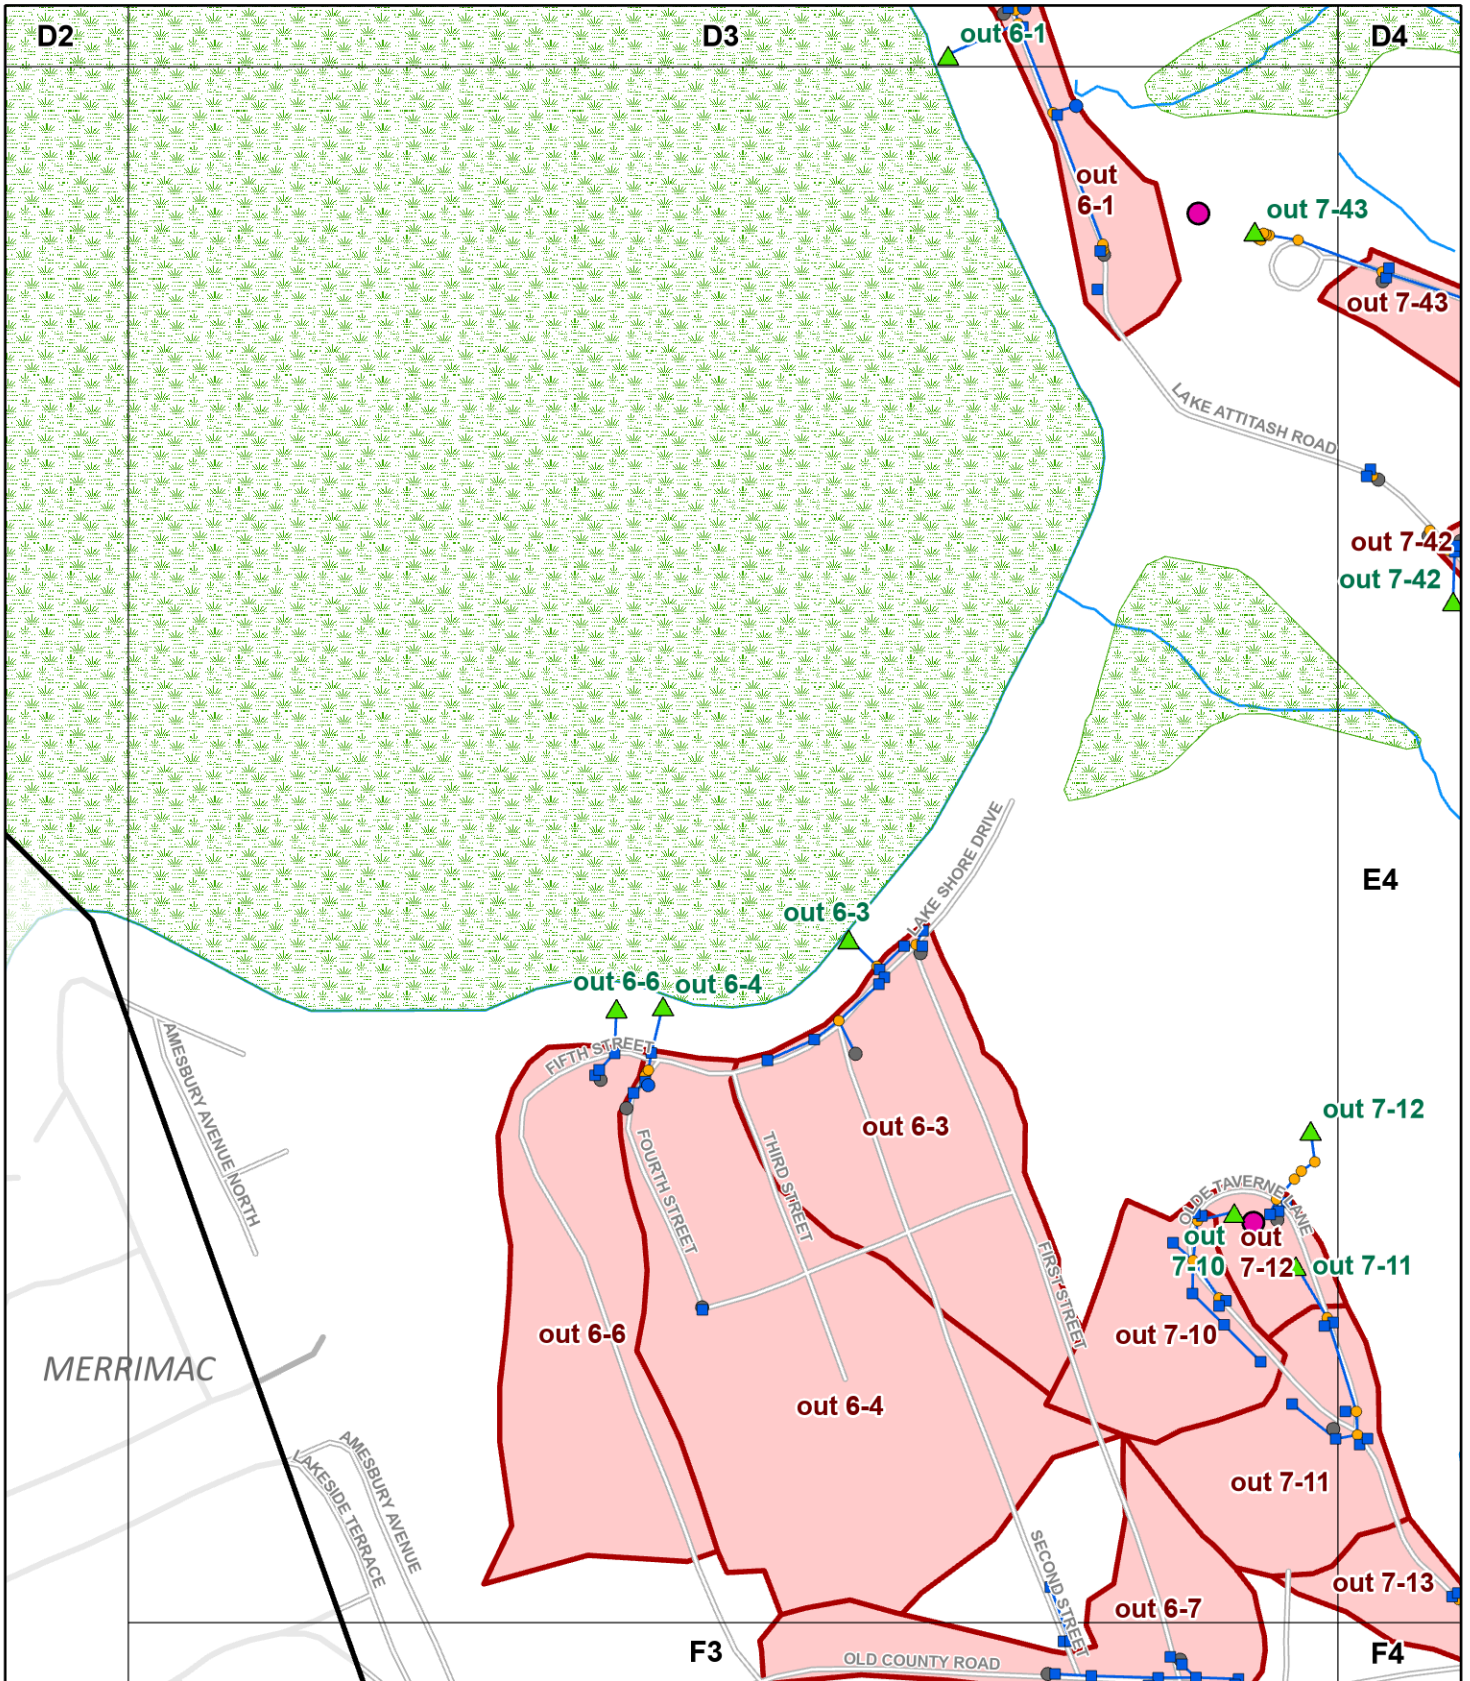 D2
D3
D4
out 6-1
out
6-1
out 7-43
out 7-43
LAKE ATTITASH ROAD
out 7-42
out 7-42
LAKE SHORE DRIVE
E4
out 6-3
out 6-6
out 6-4
FIFTH STREET
AMESBURY AVENUE NORTH
out 6-3
out 7-12
FOURTH STREET
THIRD STREET
OLDE TAVERNE LANE
out
7-10
out
7-12
out 7-11
FIRST STREET
out 6-6
out 7-10
MERRIMAC
out 6-4
AMESBURY AVENUE
LAKESIDE TERRACE
out 7-11
SECOND STREET
out 7-13
out 6-7
F3
OLD COUNTY ROAD
F4